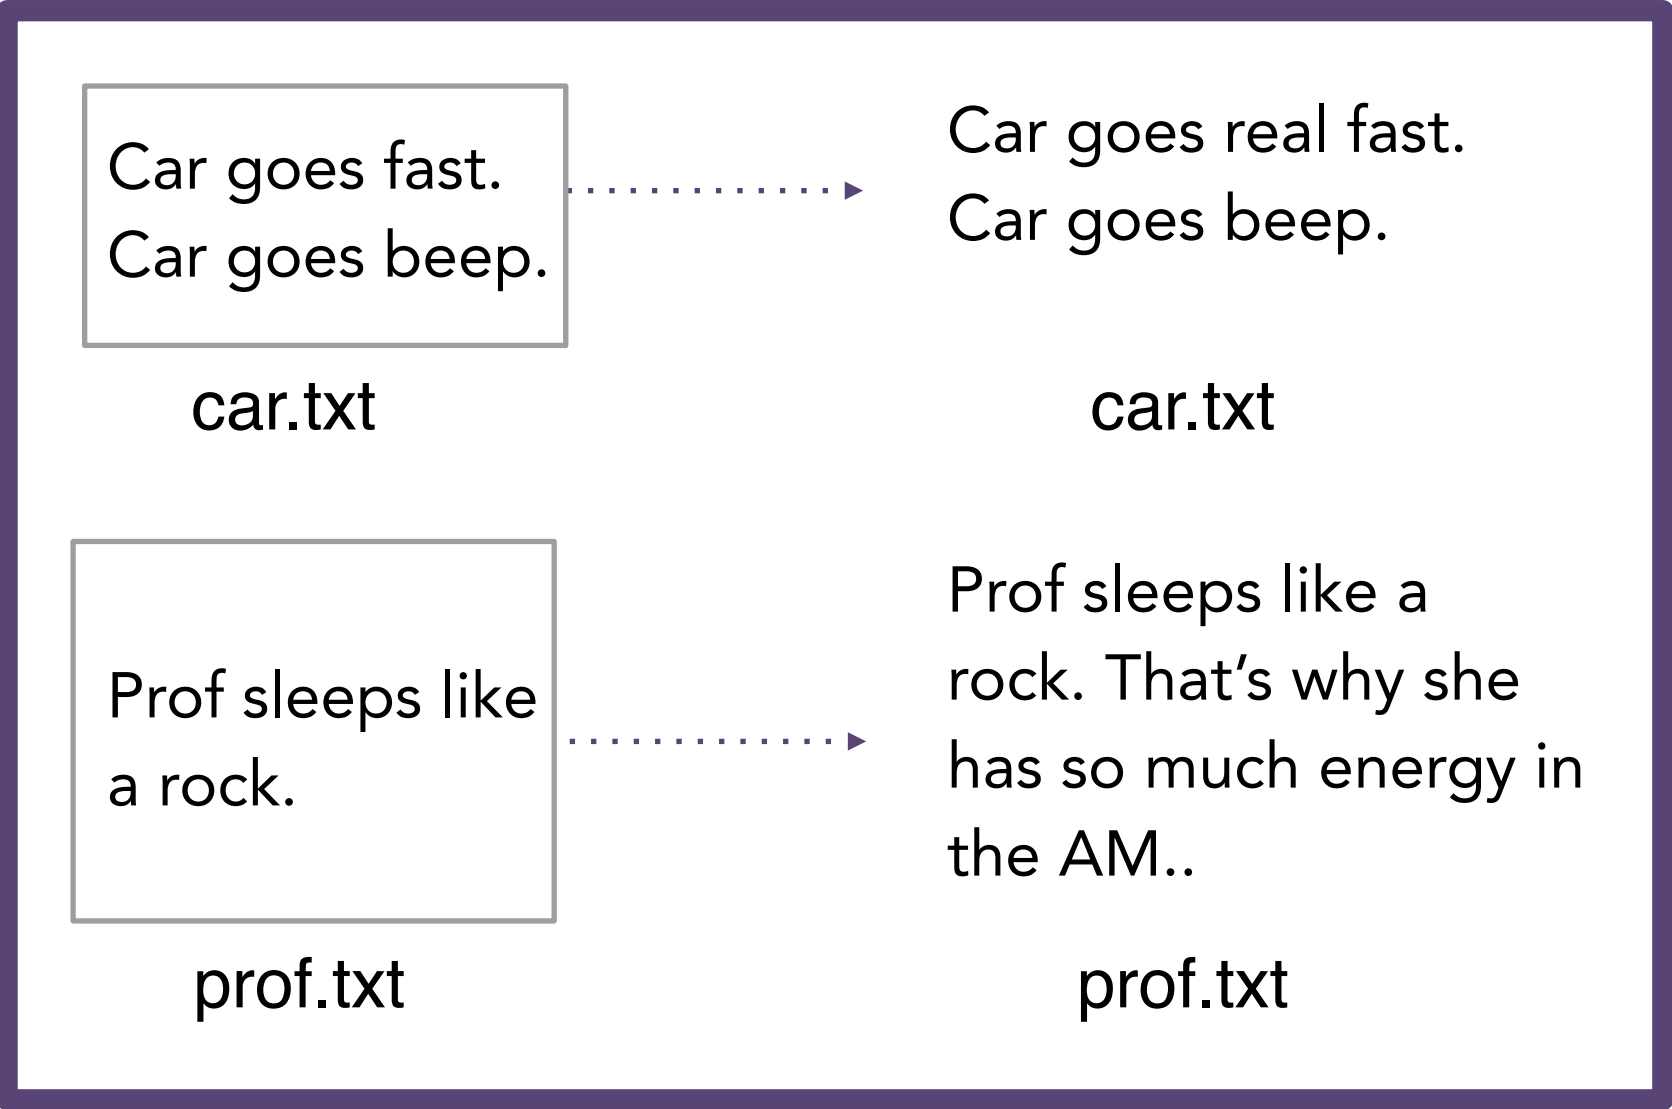 Car goes fast.
Car goes beep.
car.txt
Car goes real fast.
Car goes beep.
car.txt
Prof sleeps like
a rock.
prof.txt
Prof sleeps like a
rock. That’s why she
has so much energy in
the AM..
prof.txt